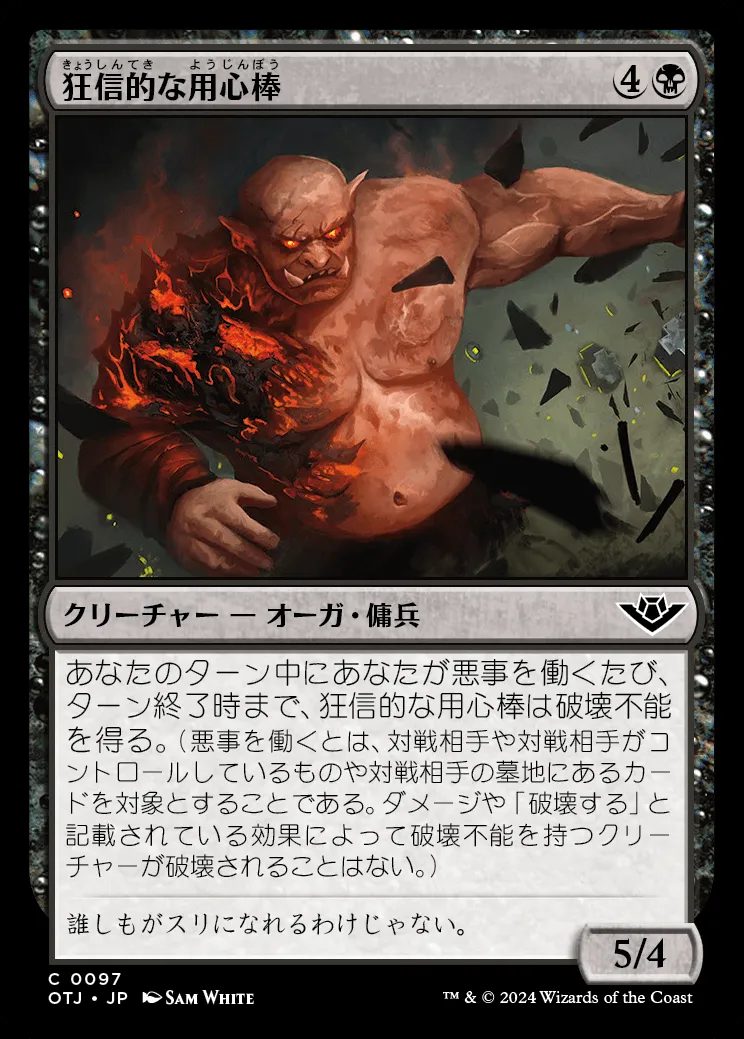 きょうしんてき ようじんぼう
狂信的な用心棒
4
クリーチャー — オーガ・傭兵
あなたのターン中にあなたが悪事を働くたび、
ターン終了時まで、狂信的な用心棒は破壊不能
を得る。(悪事を働くとは、対戦相手や対戦相手がコ
ントロールしているものや対戦相手の墓地にあるカー
ドを対象とすることである。ダメージや「破壊する」と
記載されている効果によって破壊不能を持つクリー
チャーが破壊されることはない。)
誰しもがスリになれるわけじゃない。
5/4
C 0097
OTJ • JP SAM WHITE
™ & © 2024 Wizards of the Coast